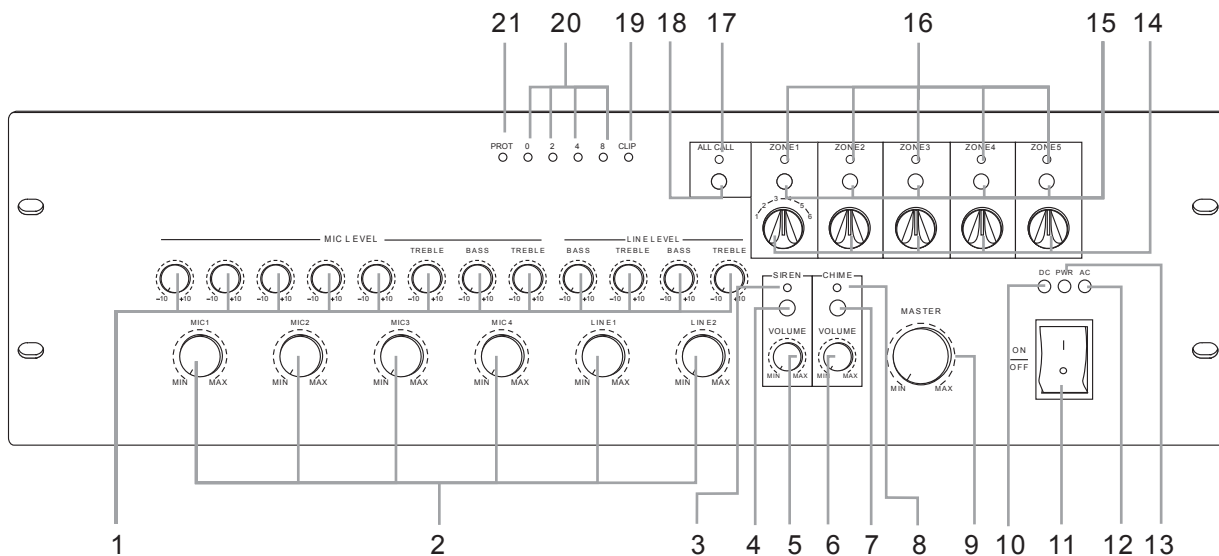 21 20 19 18 17 16 15 14
PROT 0 2 4 8 CLIP
ALL CALL ZONE1 ZONE2 ZONE3 ZONE4 ZONE5
1 2 3 4 5 6
MIC LEVEL LINE LEVEL
TREBLE BASS TREBLE BASS TREBLE BASS TREBLE
-10 +10 -10 +10 -10 +10 -10 +10 -10 +10 -10 +10 -10 +10 -10 +10 -10 +10 -10 +10 -10 +10 -10 +10
SIREN CHIME
DC PWR AC
MIC1 MIC2 MIC3 MIC4 LINE1 LINE2
VOLUME VOLUME
MASTER
MIN MAX MIN MAX MIN MAX MIN MAX MIN MAX MIN MAX
MIN MAX MIN MAX
MIN MAX
ON
OFF
1 2 3 4 5 6 7 8 9 10 11 12 13